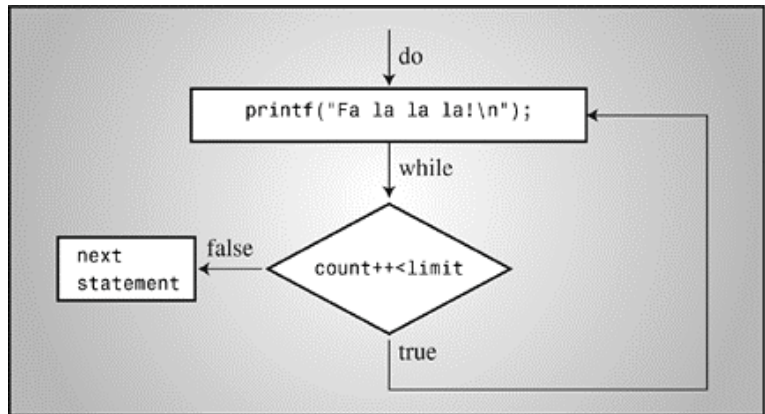 do
printf("Fa la la la!\n");
while
false
next
statement
count++<limit
true